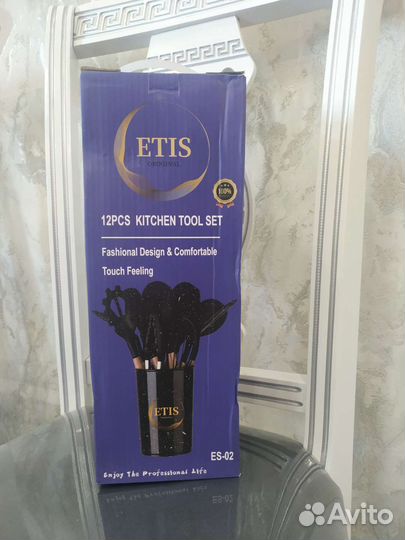 ETIS
ORIGINAL
100%
12PCS KITCHEN TOOL SET
Fashional Design & Comfortable
Touch Feeling
ETIS
ES-02
Enjoy The Professional Life
Avito